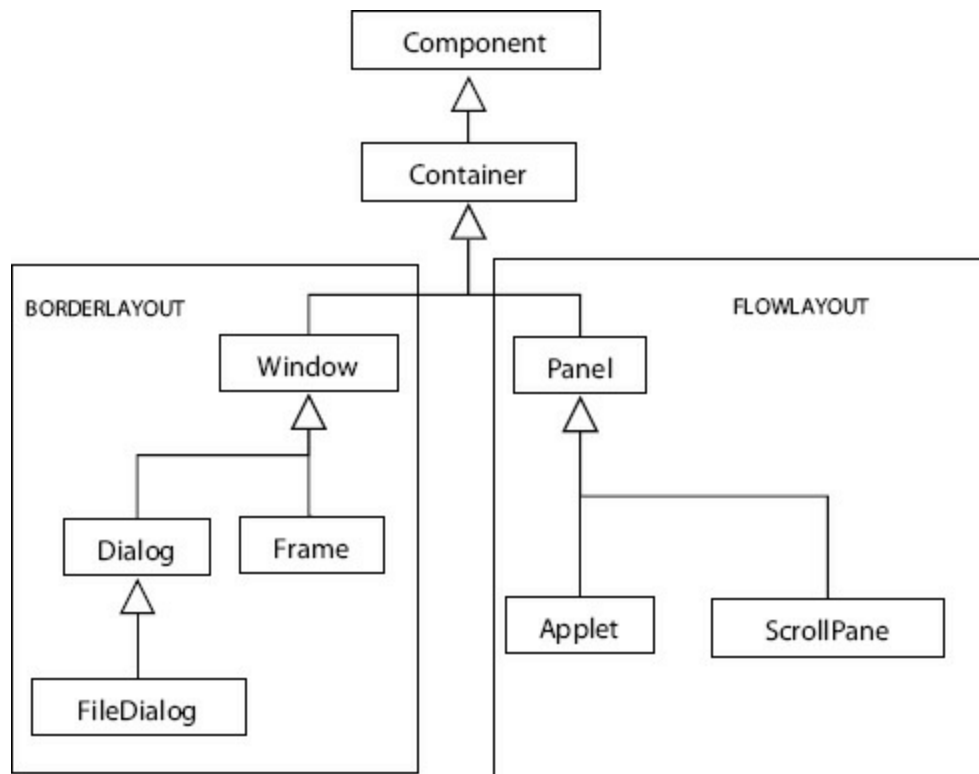 Component
Container
BORDERLAYOUT
FLOWLAYOUT
Window
Panel
Dialog
Frame
Applet
ScrollPane
FileDialog